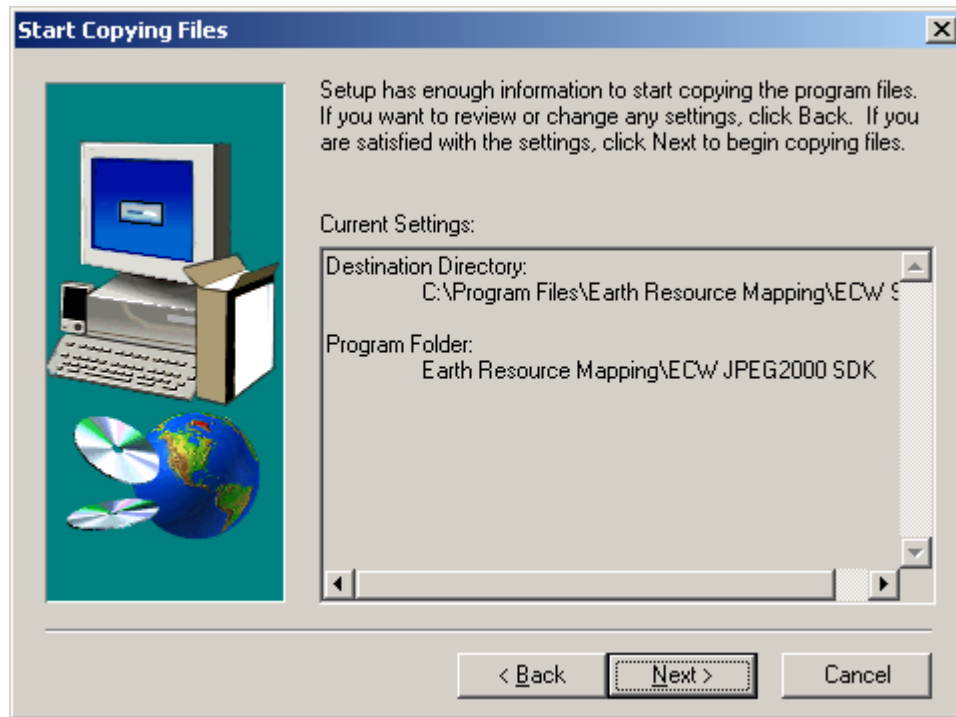 Start Copying Files
Setup has enough information to start copying the program files.
If you want to review or change any settings, click Back. If you
are satisfied with the settings, click Next to begin copying files.
Current Settings:
Destination Directory:
C:\Program Files\Earth Resource Mapping\ECW
Program Folder:
Earth Resource Mapping\ECW JPEG2000 SDK
< Back
Next >
Cancel